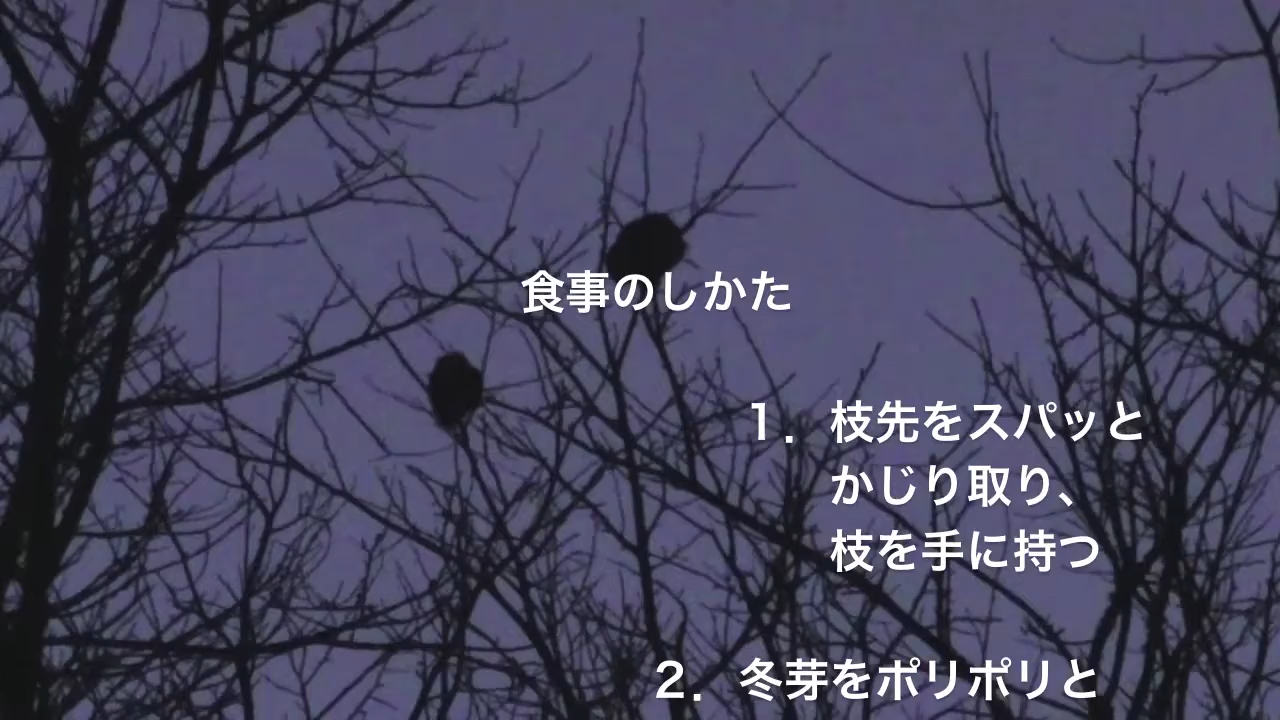 食事のしかた
１．枝先をスパッと
かじり取り、
枝を手に持つ
２．冬芽をポリポリと